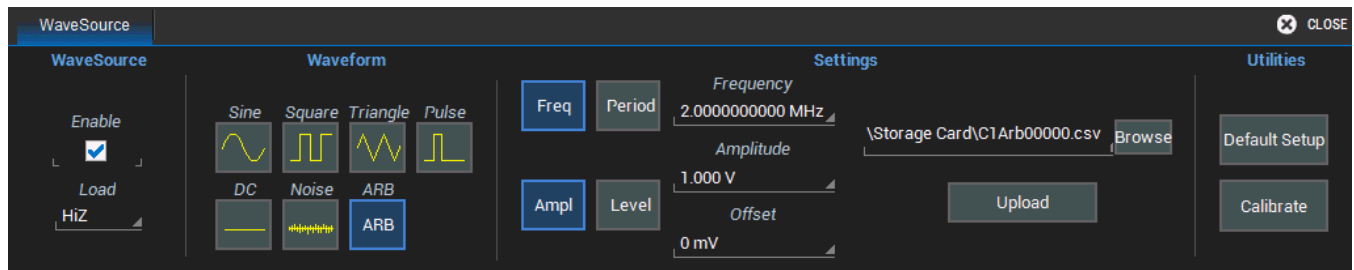 WaveSource
CLOSE
WaveSource
Waveform
Settings
Utilities
Enable
Load
HiZ
Sine Square Triangle Pulse
DC Noise ARB
ARB
Freq Period
Ampl Level
Frequency
2.0000000000 MHz
Amplitude
1.000 V
Offset
0 mV
\Storage Card\C1Arb00000.csv Browse
Upload
Default Setup
Calibrate